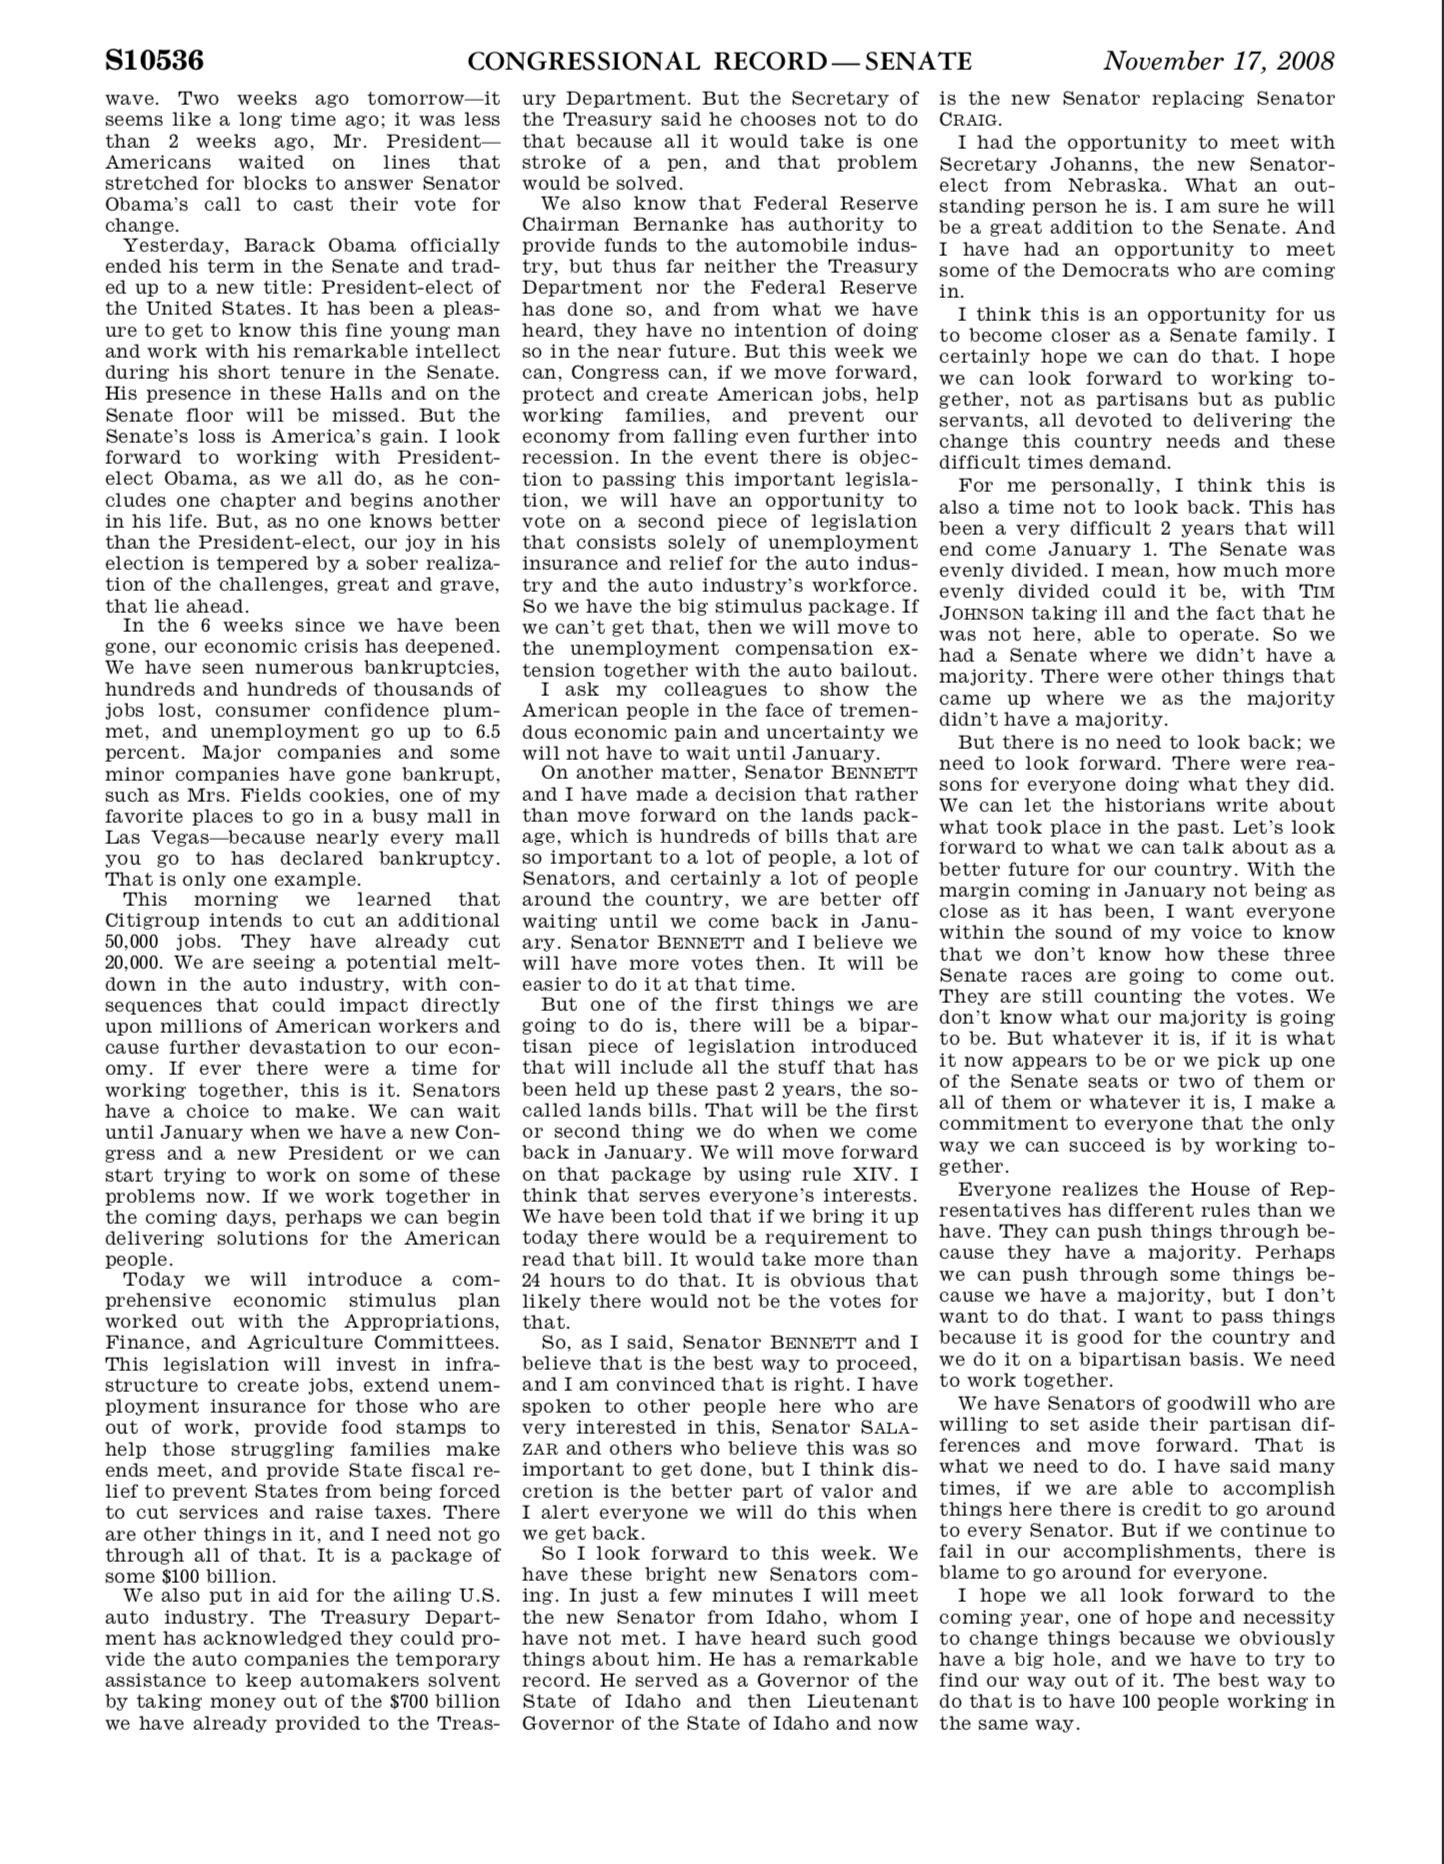 S10536
CONGRESSIONAL RECORD — SENATE
November 17, 2008
wave. Two weeks ago tomorrow—it
seems like a long time ago; it was less
than 2 weeks ago, Mr. President—
Americans waited on lines that
stretched for blocks to answer Senator
Obama's call to cast their vote for
change.
Yesterday, Barack Obama officially
ended his term in the Senate and trad-
ed up to a new title: President-elect of
the United States. It has been a pleas-
ure to get to know this fine young man
and work with his remarkable intellect
during his short tenure in the Senate.
His presence in these Halls and on the
Senate floor will be missed. But the
Senate's loss is America's gain. I look
forward to working with President-
elect Obama, as we all do, as he con-
cludes one chapter and begins another
in his life. But, as no one knows better
than the President-elect, our joy in his
election is tempered by a sober realiza-
tion of the challenges, great and grave,
that lie ahead.
In the 6 weeks since we have been
gone, our economic crisis has deepened.
We have seen numerous bankruptcies,
hundreds and hundreds of thousands of
jobs lost, consumer confidence plum-
met, and unemployment go up to 6.5
percent. Major companies and some
minor companies have gone bankrupt,
such as Mrs. Fields cookies, one of my
favorite places to go in a busy mall in
Las Vegas—because nearly every mall
you go to has declared bankruptcy.
That is only one example.
This morning we learned that
Citigroup intends to cut an additional
50,000 jobs. They have already cut
20,000. We are seeing a potential melt-
down in the auto industry, with con-
sequences that could impact directly
upon millions of American workers and
cause further devastation to our econ-
omy. If ever there were a time for
working together, this is it. Senators
have a choice to make. We can wait
until January when we have a new Con-
gress and a new President or we can
start trying to work on some of these
problems now. If we work together in
the coming days, perhaps we can begin
delivering solutions for the American
people.
Today we will introduce a com-
prehensive economic stimulus plan
worked out with the Appropriations,
Finance, and Agriculture Committees.
This legislation will invest in infra-
structure to create jobs, extend unem-
ployment insurance for those who are
out of work, provide food stamps to
help those struggling families make
ends meet, and provide State fiscal re-
lief to prevent States from being forced
to cut services and raise taxes. There
are other things in it, and I need not go
through all of that. It is a package of
some $100 billion.
We also put in aid for the ailing U.S.
auto industry. The Treasury Depart-
ment has acknowledged they could pro-
vide the auto companies the temporary
assistance to keep automakers solvent
by taking money out of the $700 billion
we have already provided to the Treas-
ury Department. But the Secretary of
the Treasury said he chooses not to do
that because all it would take is one
stroke of a pen, and that problem
would be solved.
We also know that Federal Reserve
Chairman Bernanke has authority to
provide funds to the automobile indus-
try, but thus far neither the Treasury
Department nor the Federal Reserve
has done so, and from what we have
heard, they have no intention of doing
so in the near future. But this week we
can, Congress can, if we move forward,
protect and create American jobs, help
working families, and prevent our
economy from falling even further into
recession. In the event there is objec-
tion to passing this important legisla-
tion, we will have an opportunity to
vote on a second piece of legislation
that consists solely of unemployment
insurance and relief for the auto indus-
try and the auto industry's workforce.
So we have the big stimulus package. If
we can't get that, then we will move to
the unemployment compensation ex-
tension together with the auto bailout.
I ask my colleagues to show the
American people in the face of tremen-
dous economic pain and uncertainty we
will not have to wait until January.
On another matter, Senator BENNETT
and I have made a decision that rather
than move forward on the lands pack-
age, which is hundreds of bills that are
so important to a lot of people, a lot of
Senators, and certainly a lot of people
around the country, we are better off
waiting until we come back in Janu-
ary. Senator BENNETT and I believe we
will have more votes then. It will be
easier to do it at that time.
But one of the first things we are
going to do is, there will be a bipar-
tisan piece of legislation introduced
that will include all the stuff that has
been held up these past 2 years, the so-
called lands bills. That will be the first
or second thing we do when we come
back in January. We will move forward
on that package by using rule XIV. I
think that serves everyone's interests.
We have been told that if we bring it up
today there would be a requirement to
read that bill. It would take more than
24 hours to do that. It is obvious that
likely there would not be the votes for
that.
So, as I said, Senator BENNETT and I
believe that is the best way to proceed,
and I am convinced that is right. I have
spoken to other people here who are
very interested in this, Senator SALA-
ZAR and others who believe this was so
important to get done, but I think dis-
cretion is the better part of valor and
I alert everyone we will do this when
we get back.
So I look forward to this week. We
have these bright new Senators com-
ing. In just a few minutes I will meet
the new Senator from Idaho, whom I
have not met. I have heard such good
things about him. He has a remarkable
record. He served as a Governor of the
State of Idaho and then Lieutenant
Governor of the State of Idaho and now
is the new Senator replacing Senator
CRAIG.
I had the opportunity to meet with
Secretary Johanns, the new Senator-
elect from Nebraska. What an out-
standing person he is. I am sure he will
be a great addition to the Senate. And
I have had an opportunity to meet
some of the Democrats who are coming
in.
I think this is an opportunity for us
to become closer as a Senate family. I
certainly hope we can do that. I hope
we can look forward to working to-
gether, not as partisans but as public
servants, all devoted to delivering the
change this country needs and these
difficult times demand.
For me personally, I think this is
also a time not to look back. This has
been a very difficult 2 years that will
end come January 1. The Senate was
evenly divided. I mean, how much more
evenly divided could it be, with TIM
JOHNSON taking ill and the fact that he
was not here, able to operate. So we
had a Senate where we didn't have a
majority. There were other things that
came up where we as the majority
didn't have a majority.
But there is no need to look back; we
need to look forward. There were rea-
sons for everyone doing what they did.
We can let the historians write about
what took place in the past. Let's look
forward to what we can talk about as a
better future for our country. With the
margin coming in January not being as
close as it has been, I want everyone
within the sound of my voice to know
that we don't know how these three
Senate races are going to come out.
They are still counting the votes. We
don't know what our majority is going
to be. But whatever it is, if it is what
it now appears to be or we pick up one
of the Senate seats or two of them or
all of them or whatever it is, I make a
commitment to everyone that the only
way we can succeed is by working to-
gether.
Everyone realizes the House of Rep-
resentatives has different rules than we
have. They can push things through be-
cause they have a majority. Perhaps
we can push through some things be-
cause we have a majority, but I don't
want to do that. I want to pass things
because it is good for the country and
we do it on a bipartisan basis. We need
to work together.
We have Senators of goodwill who are
willing to set aside their partisan dif-
ferences and move forward. That is
what we need to do. I have said many
times, if we are able to accomplish
things here there is credit to go around
to every Senator. But if we continue to
fail in our accomplishments, there is
blame to go around for everyone.
I hope we all look forward to the
coming year, one of hope and necessity
to change things because we obviously
have a big hole, and we have to try to
find our way out of it. The best way to
do that is to have 100 people working in
the same way.